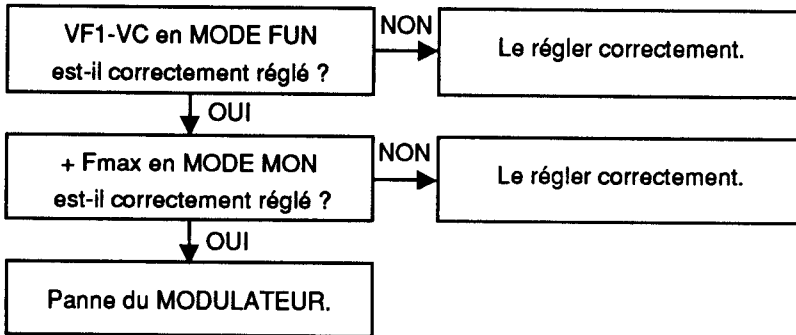 VF1-VC en MODE FUN
est-il correctement réglé ?
NON
Le régler correctement.
OUI
+ Fmax en MODE MON
est-il correctement réglé ?
NON
Le régler correctement.
OUI
Panne du MODULATEUR.